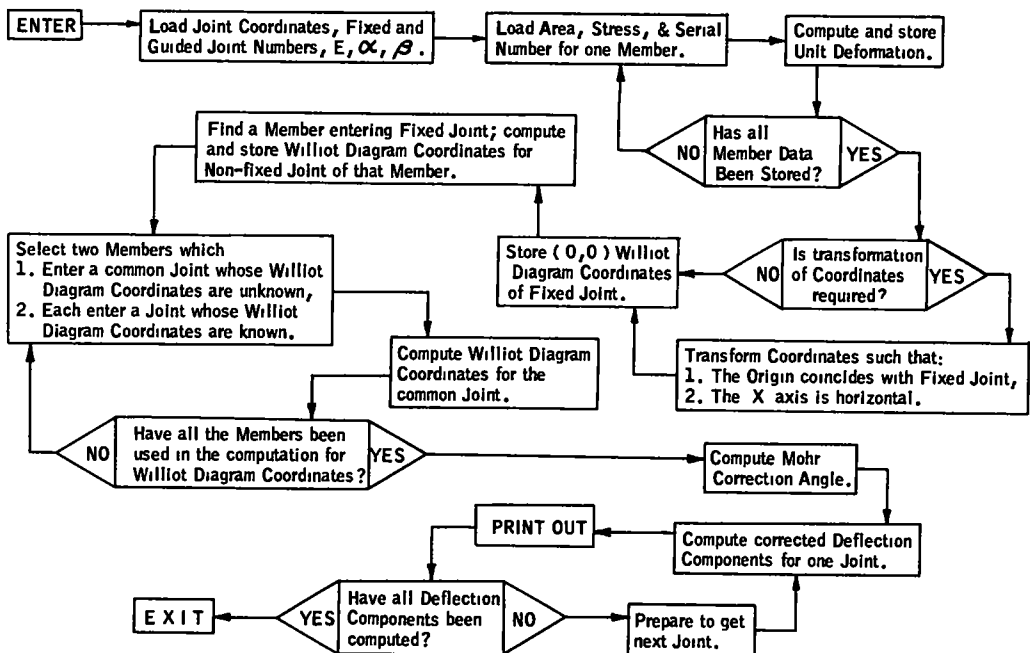 ENTER
Load Joint Coordinates, Fixed and
Guided Joint Numbers, E, α, β.
Load Area, Stress, & Serial
Number for one Member.
Compute and store
Unit Deformation.
NO
Has all
Member Data
Been Stored?
YES
Find a Member entering Fixed Joint; compute
and store Williot Diagram Coordinates for
Non-fixed Joint of that Member.
Select two Members which
1. Enter a common Joint whose Williot
Diagram Coordinates are unknown,
2. Each enter a Joint whose Williot
Diagram Coordinates are known.
Store (0,0) Williot
Diagram Coordinates
of Fixed Joint.
NO
Is transformation
of Coordinates
required?
YES
Compute Williot Diagram
Coordinates for the
common Joint.
Transform Coordinates such that:
1. The Origin coincides with Fixed Joint,
2. The X axis is horizontal.
NO
Have all the Members been
used in the computation for
Williot Diagram Coordinates?
YES
Compute Mohr
Correction Angle.
PRINT OUT
Compute corrected Deflection
Components for one Joint.
EXIT
YES
Have all Deflection
Components been
computed?
NO
Prepare to get
next Joint.